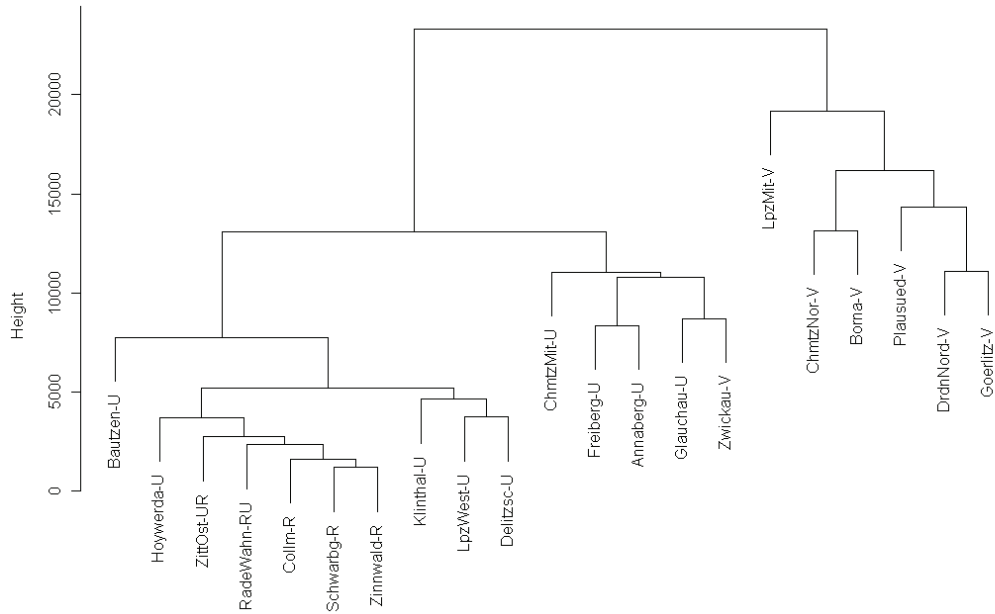 Height
20000
15000
10000
5000
0
Bautzen-U
Hoywerda-U
ZittOst-UR
RadeWahn-RU
Collm-R
Schwarbg-R
Zinnwald-R
Klinthal-U
LpzWest-U
Delitzsc-U
ChmtzMit-U
Freiberg-U
Annaberg-U
Glauchau-U
Zwickau-V
LpzMit-V
ChmtzNor-V
Borna-V
Plausued-V
DrdnNord-V
Goerlitz-V